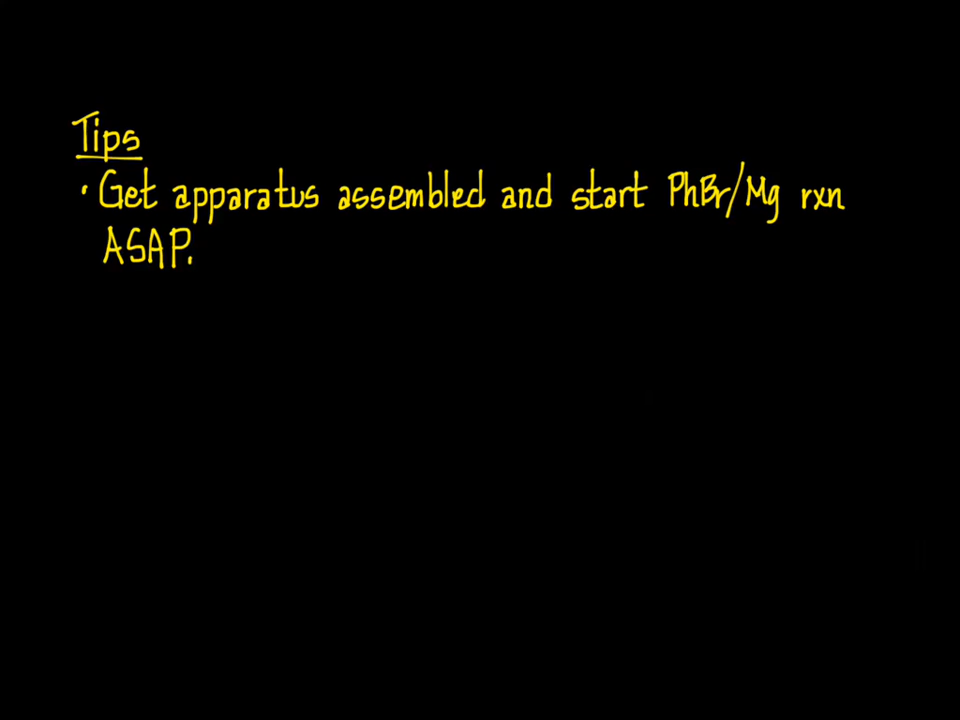 Tips
· Get apparatus assembled and start PhBr/Mg rxn
ASAP.